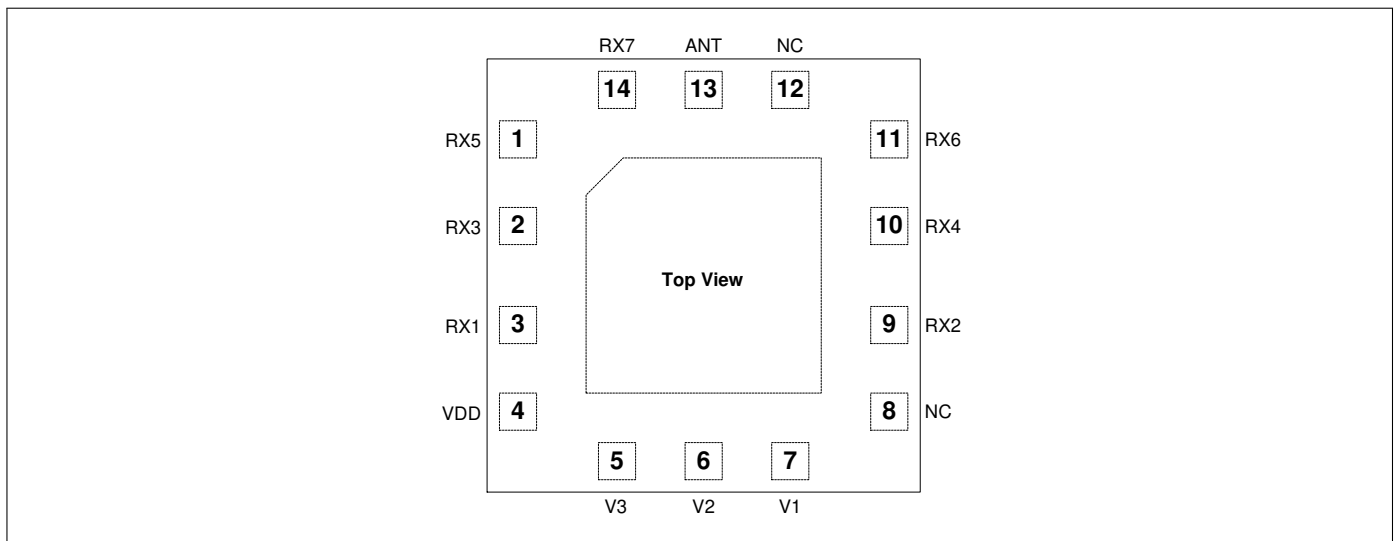 RX7 ANT NC
14 13 12
RX5 1 11 RX6
RX3 2 10 RX4
Top View
RX1 3 9 RX2
VDD 4 8 NC
5 6 7
V3 V2 V1